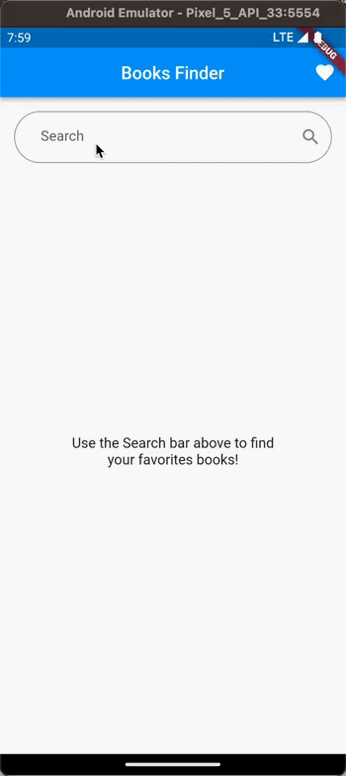 Android Emulator - Pixel_5_API_33:5554
7:59
LTE
DEBUG
Books Finder
Search
Use the Search bar above to find
your favorites books!